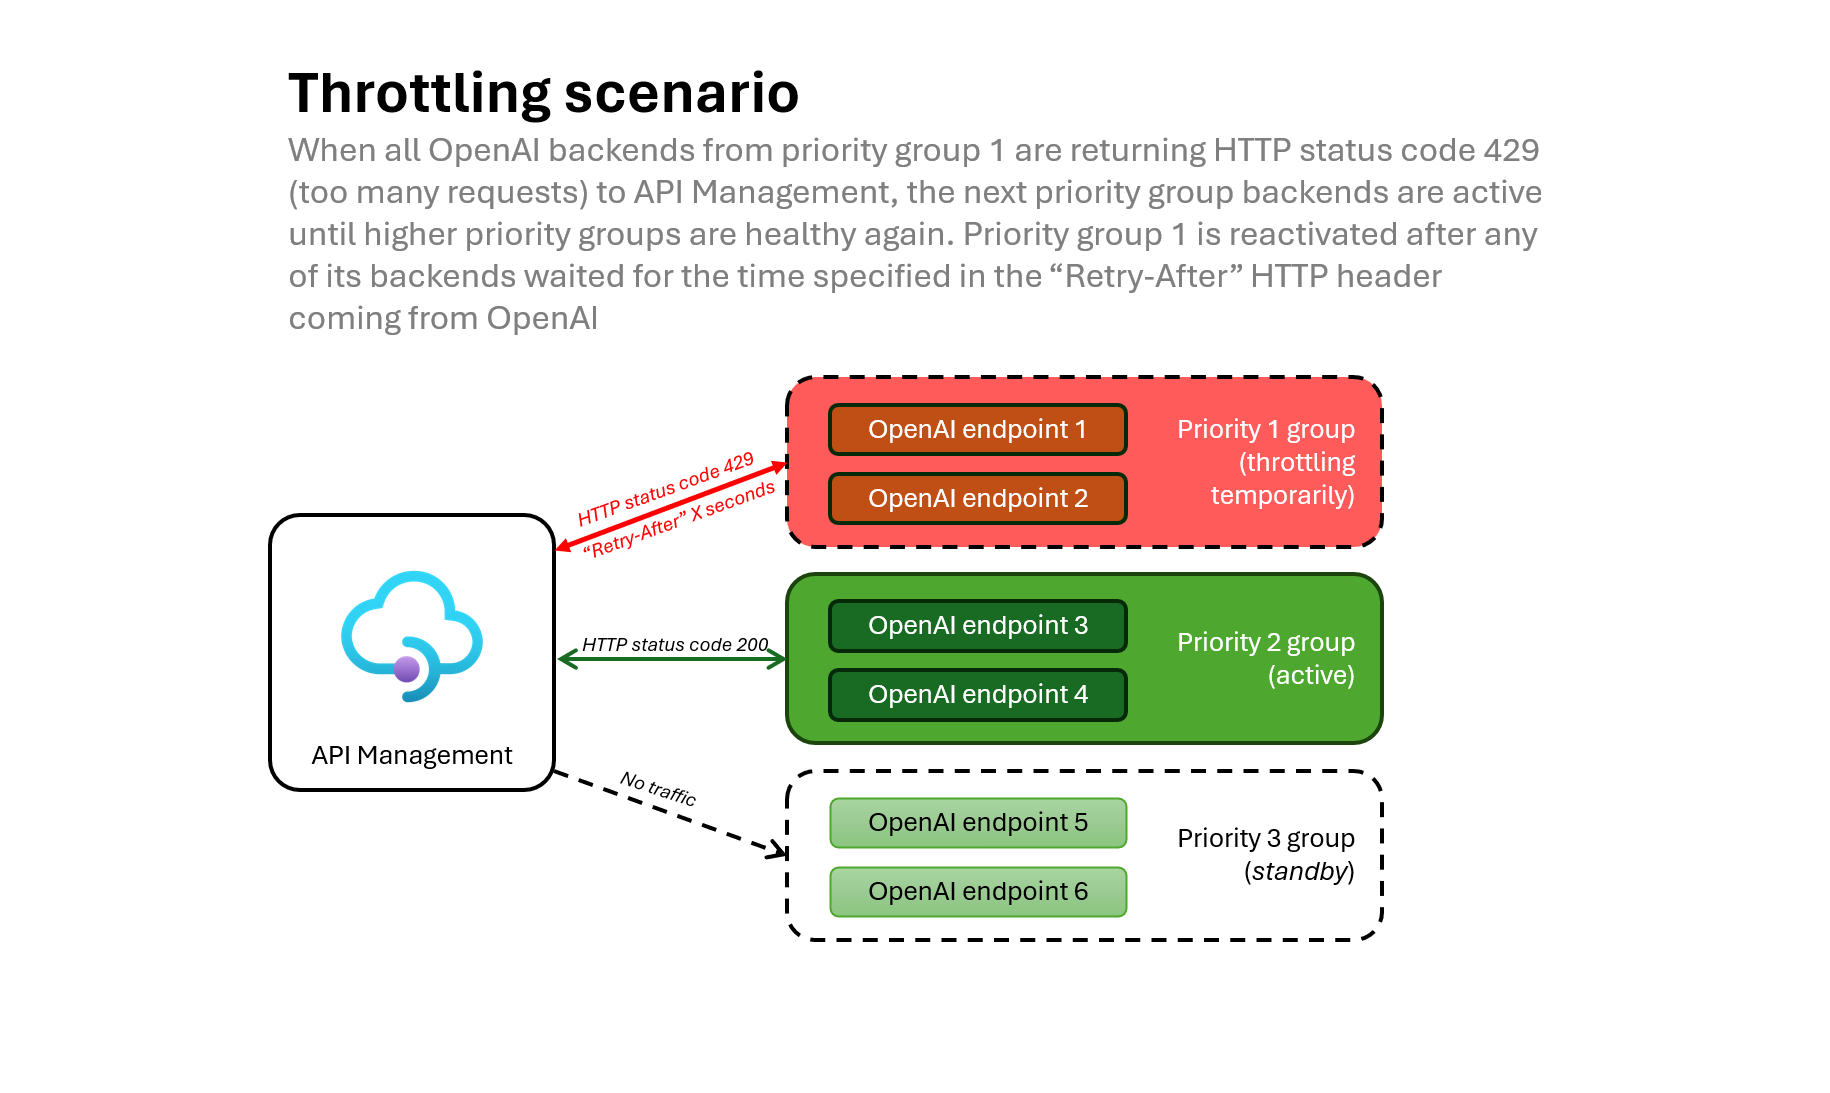 Throttling scenario
When all OpenAI backends from priority group 1 are returning HTTP status code 429
(too many requests) to API Management, the next priority group backends are active
until higher priority groups are healthy again. Priority group 1 is reactivated after any
of its backends waited for the time specified in the “Retry-After” HTTP header
coming from OpenAI
HTTP status code 429
“Retry-After” X seconds
OpenAI endpoint 1
OpenAI endpoint 2
Priority 1 group
(throttling
temporarily)
API Management
HTTP status code 200
OpenAI endpoint 3
OpenAI endpoint 4
Priority 2 group
(active)
No traffic
OpenAI endpoint 5
OpenAI endpoint 6
Priority 3 group
(standby)